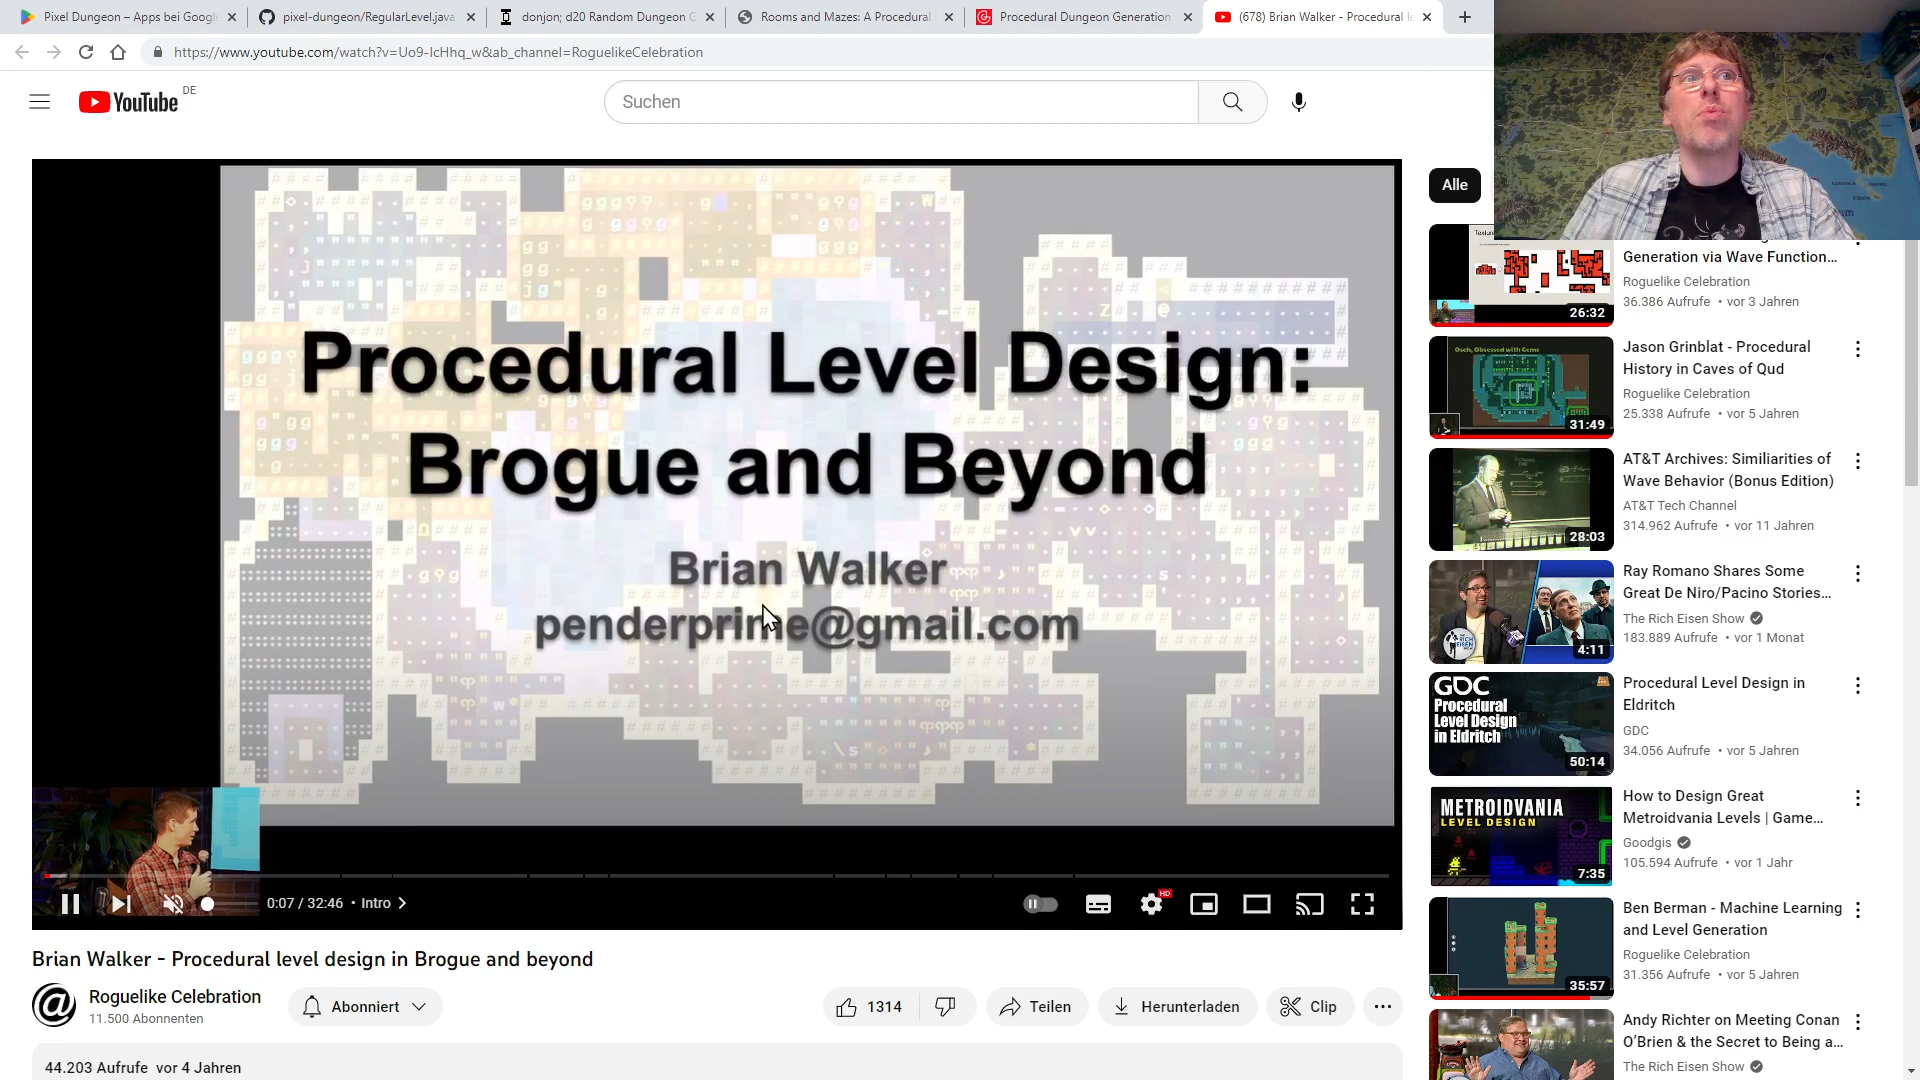 Pixel Dungeon – Apps bei Google
pixel-dungeon/RegularLevel.java
donjon; d20 Random Dungeon G
Rooms and Mazes: A Procedural
Procedural Dungeon Generation
(678) Brian Walker - Procedural l
https://www.youtube.com/watch?v=Uo9-IcHhq_w&ab_channel=RoguelikeCelebration
YouTube DE
Suchen
Alle
Procedural Level Design:
Brogue and Beyond
Brian Walker
penderprime@gmail.com
0:07 / 32:46 • Intro
HD
Brian Walker - Procedural level design in Brogue and beyond
Roguelike Celebration
11.500 Abonnenten
Abonniert
1314
Teilen
Herunterladen
Clip
44.203 Aufrufe vor 4 Jahren
Generation via Wave Function...
Roguelike Celebration
36.386 Aufrufe • vor 3 Jahren
26:32
Oseh, Obsessed with Gems
31:49
Jason Grinblat - Procedural
History in Caves of Qud
Roguelike Celebration
25.338 Aufrufe • vor 5 Jahren
28:03
AT&T Archives: Similiarities of
Wave Behavior (Bonus Edition)
AT&T Tech Channel
314.962 Aufrufe • vor 11 Jahren
4:11
Ray Romano Shares Some
Great De Niro/Pacino Stories...
The Rich Eisen Show
183.889 Aufrufe • vor 1 Monat
GDC
Procedural
Level Design
in Eldritch
50:14
Procedural Level Design in
Eldritch
GDC
34.056 Aufrufe • vor 5 Jahren
METROIDVANIA
LEVEL DESIGN
7:35
How to Design Great
Metroidvania Levels | Game...
Goodgis
105.594 Aufrufe • vor 1 Jahr
35:57
Ben Berman - Machine Learning
and Level Generation
Roguelike Celebration
31.356 Aufrufe • vor 5 Jahren
Andy Richter on Meeting Conan
O'Brien & the Secret to Being a...
The Rich Eisen Show